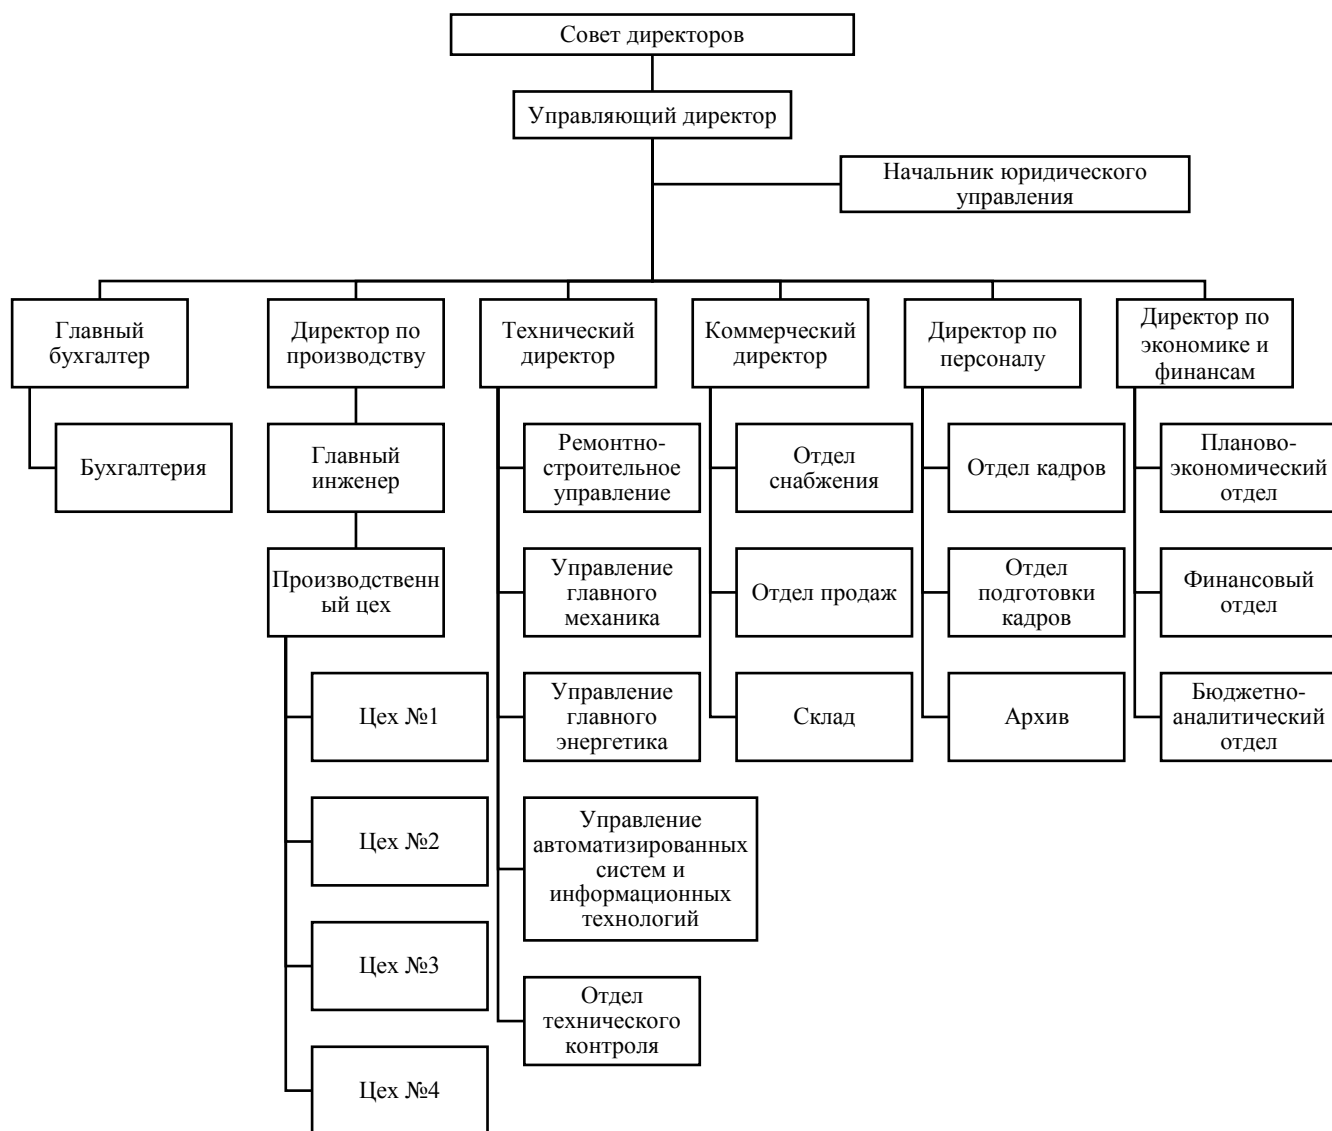 Совет директоров
Управляющий директор
Начальник юридического
управления
Главный
бухгалтер
Директор по
производству
Технический
директор
Коммерческий
директор
Директор по
персоналу
Директор по
экономике и
финансам
Бухгалтерия
Главный
инженер
Ремонтно-
строительное
управление
Отдел
снабжения
Отдел кадров
Планово-
экономический
отдел
Производственн
ый цех
Управление
главного
механика
Отдел продаж
Отдел
подготовки
кадров
Финансовый
отдел
Цех №1
Управление
главного
энергетика
Склад
Архив
Бюджетно-
аналитический
отдел
Цех №2
Управление
автоматизированных
систем и
информационных
технологий
Цех №3
Отдел
технического
контроля
Цех №4